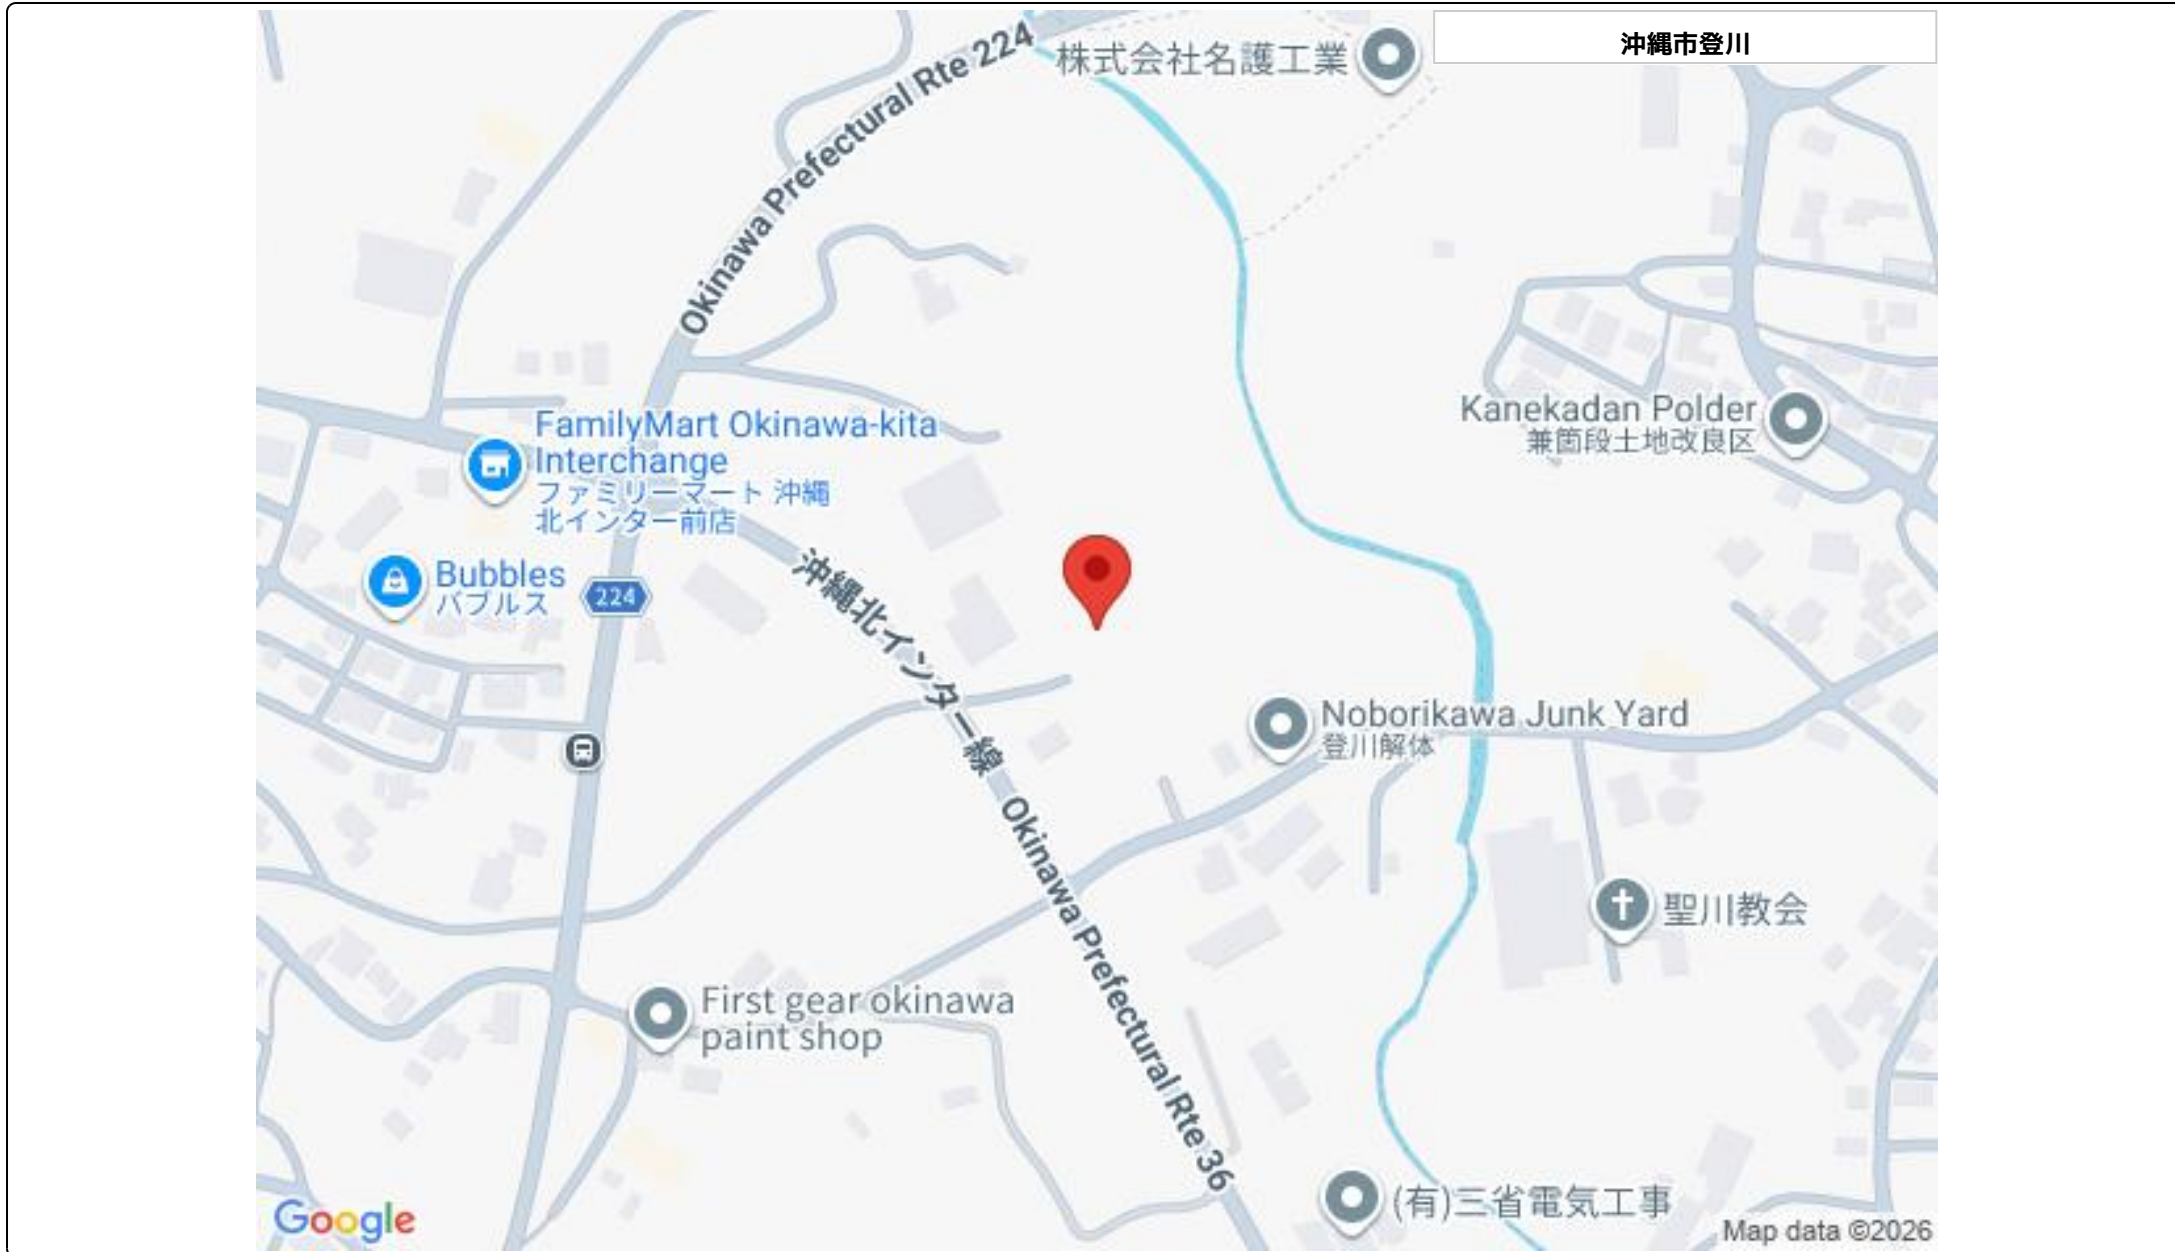 沖縄市登川
Okinawa Prefectural Rte 224
株式会社名護工業
FamilyMart Okinawa-kita
Interchange
ファミリーマート 沖縄
北インター前店
Kanekadan Polder
兼箇段土地改良区
Bubbles
バブルス
224
沖縄北インター線
Noborikawa Junk Yard
登川解体
Okinawa Prefectural Rte 36
聖川教会
First gear okinawa
paint shop
(有)三省電気工事
Google
Map data ©2026